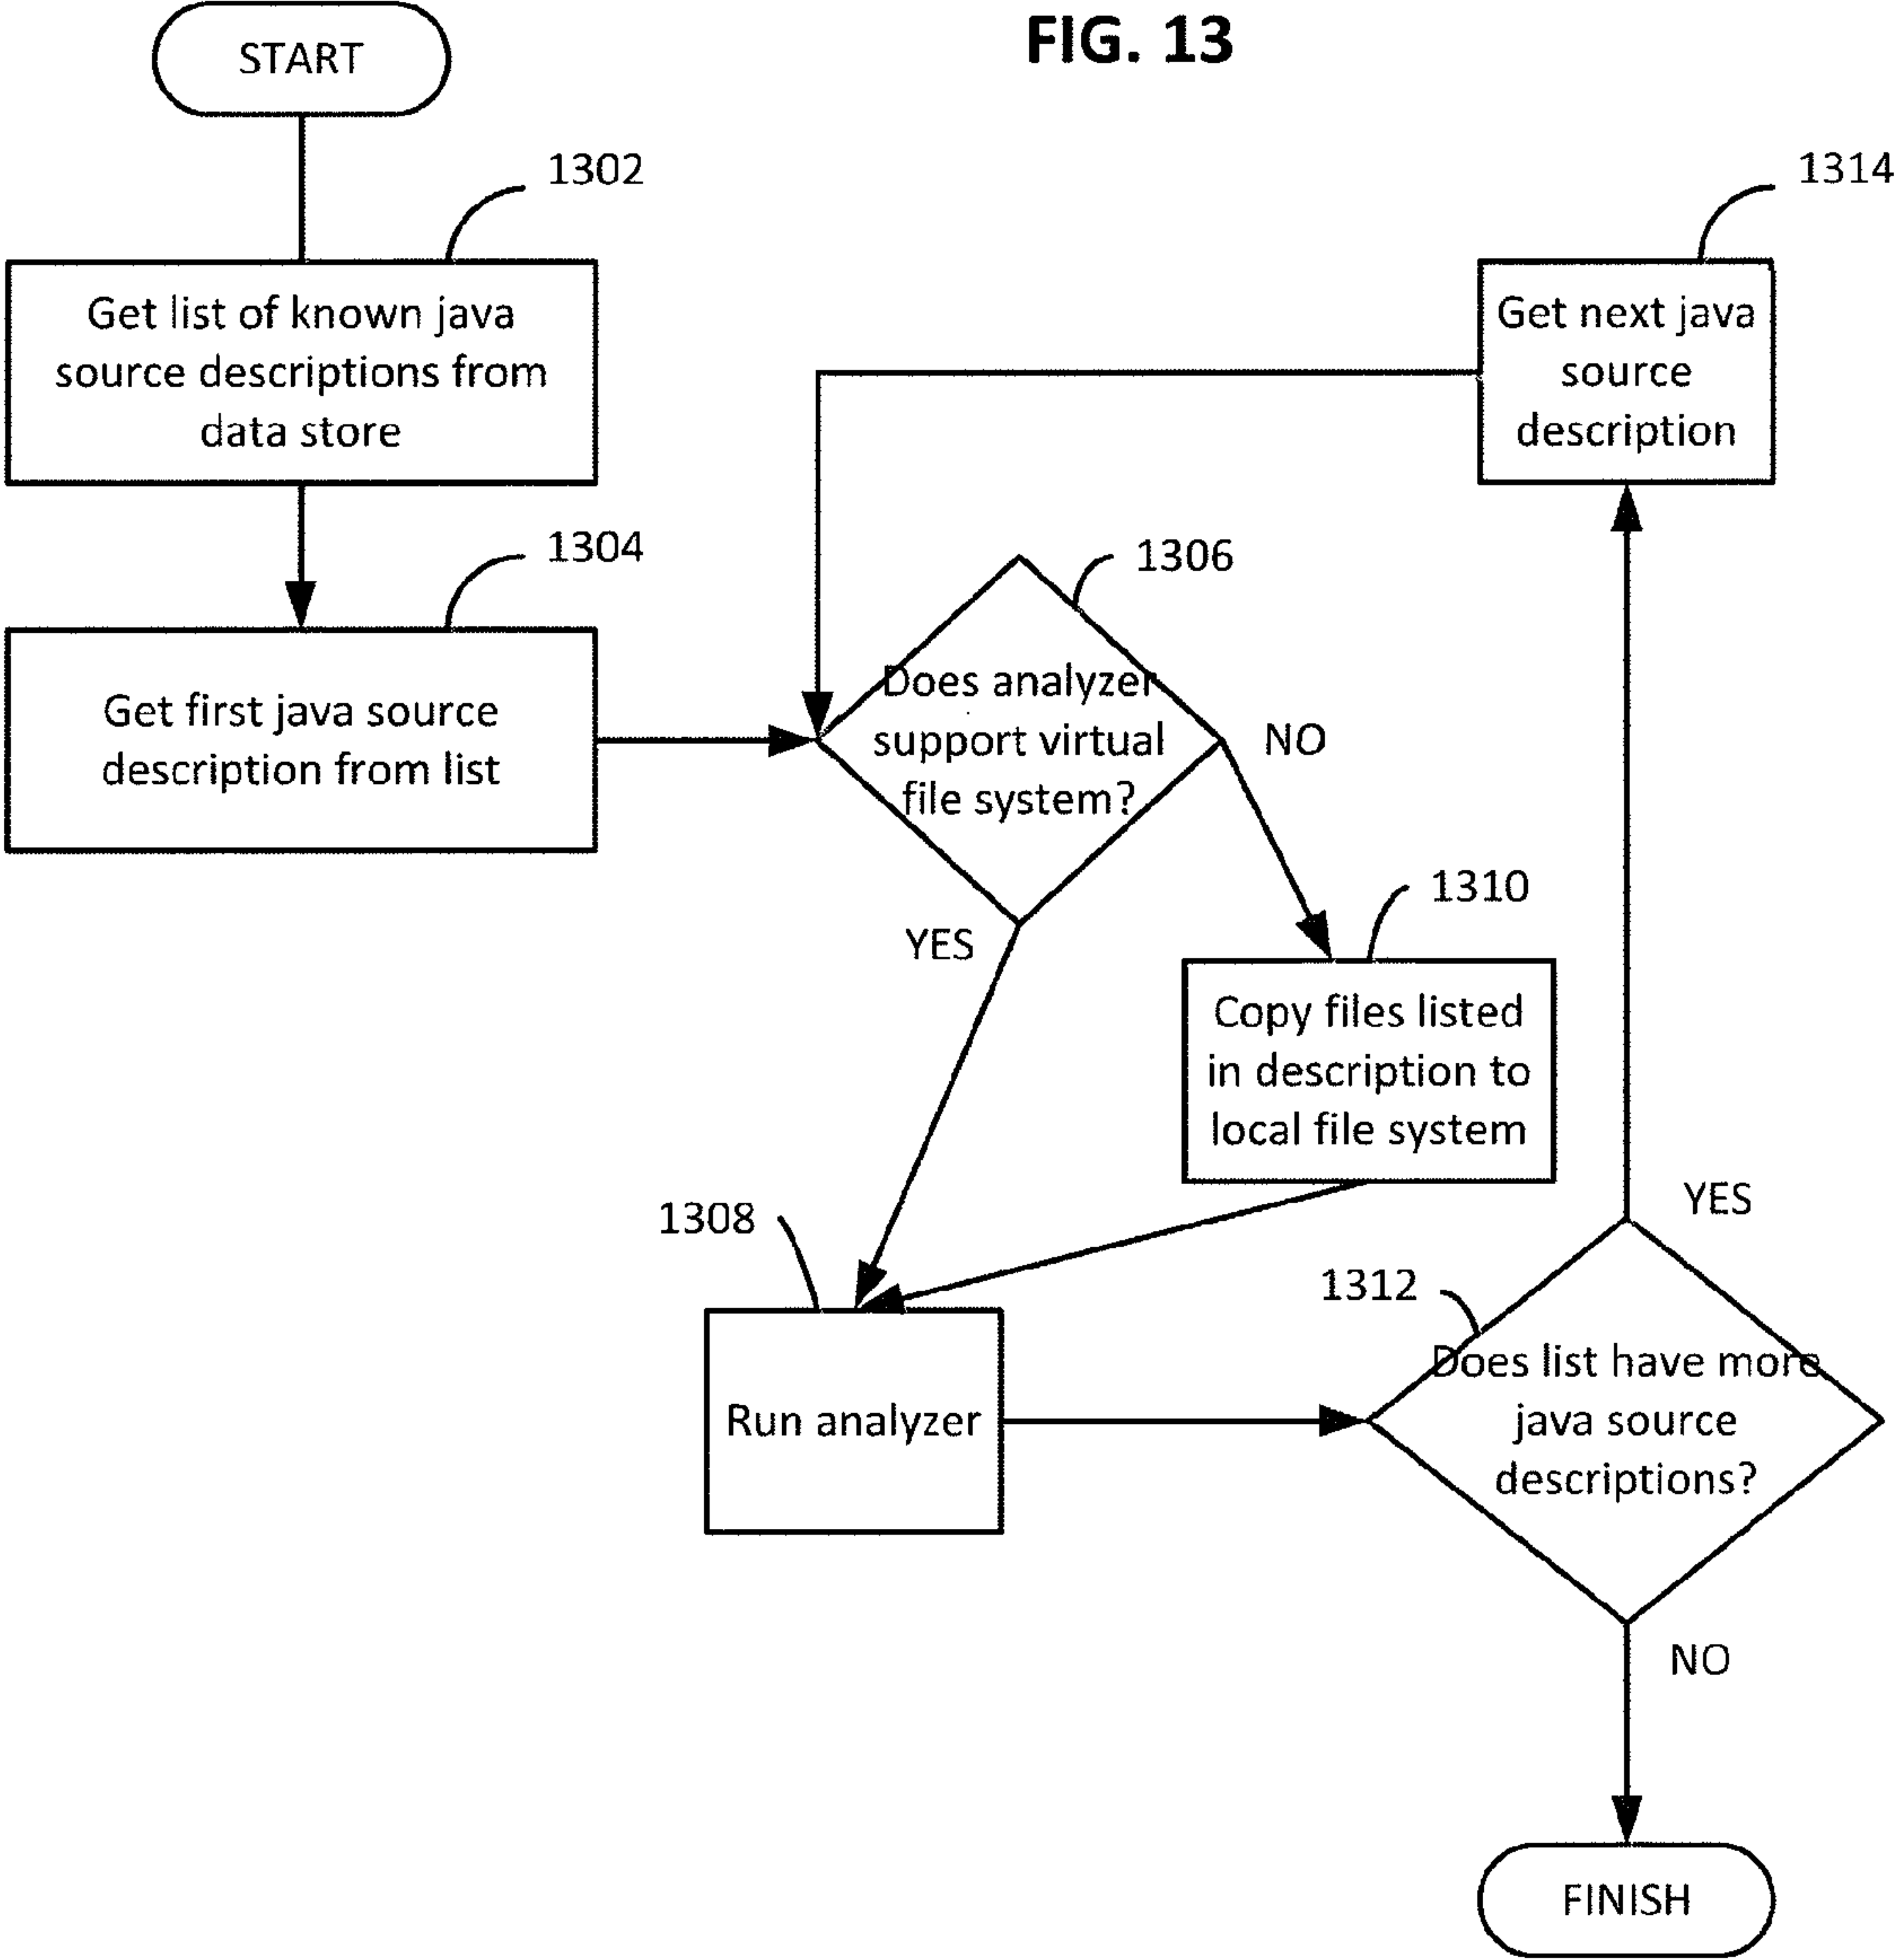 FIG. 13
START
1302
Get list of known java
source descriptions from
data store
1304
Get first java source
description from list
1306
Does analyzer
support virtual
file system?
NO
YES
1310
Copy files listed
in description to
local file system
1308
Run analyzer
1312
Does list have more
java source
descriptions?
YES
1314
Get next java
source
description
NO
FINISH